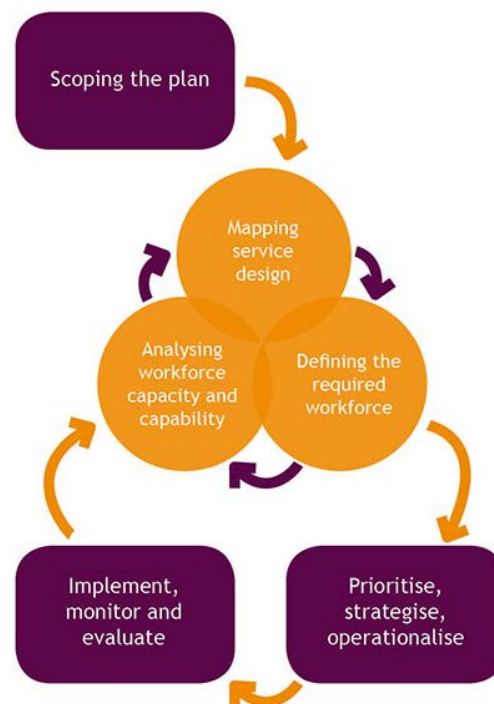 Scoping the plan
Mapping
service
design
Analysing
workforce
capacity and
capability
Defining the
required
workforce
Implement,
monitor and
evaluate
Prioritise,
strategise,
operationalise